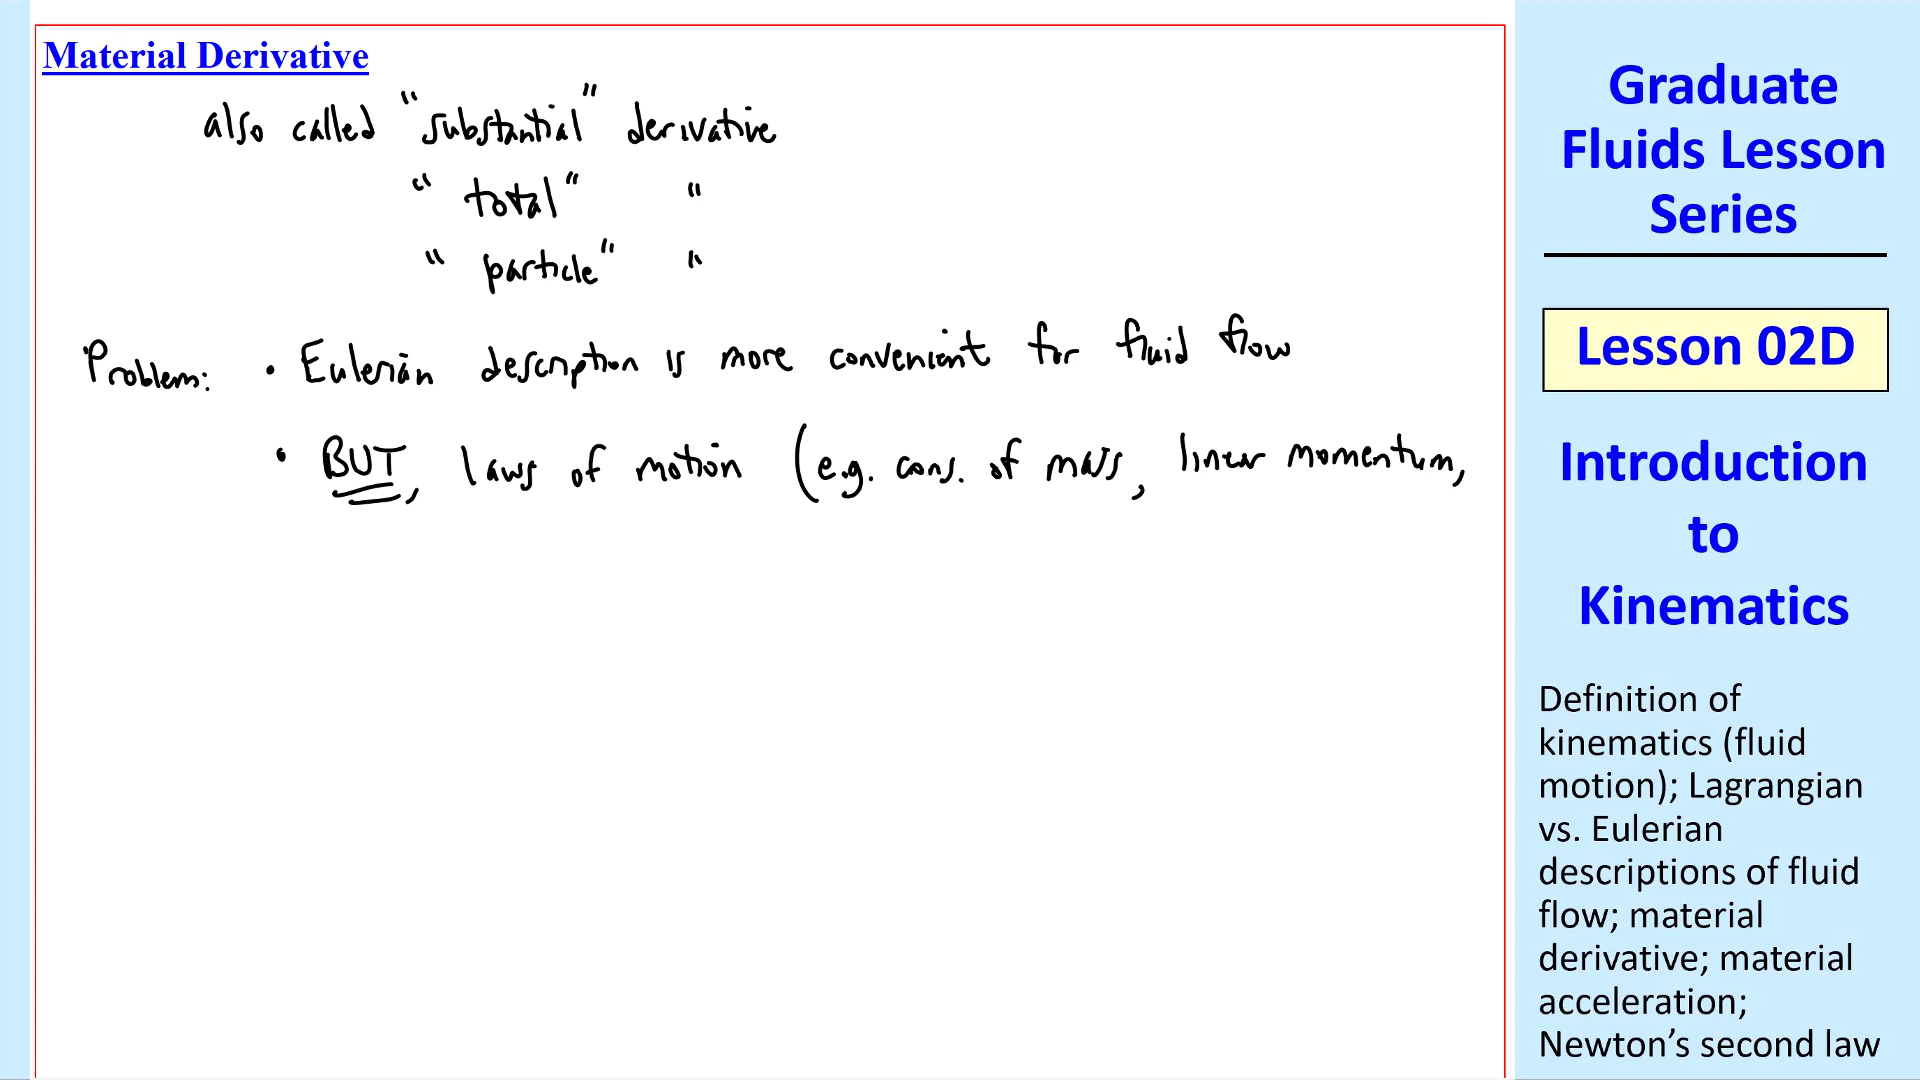 Material Derivative
also called "substantial" derivative
"total" "
"particle" "
Problem: • Eulerian description is more convenient for fluid flow
• BUT, laws of motion (e.g. cons. of mass, linear momentum,
Graduate
Fluids Lesson
Series
Lesson 02D
Introduction
to
Kinematics
Definition of
kinematics (fluid
motion); Lagrangian
vs. Eulerian
descriptions of fluid
flow; material
derivative; material
acceleration;
Newton's second law